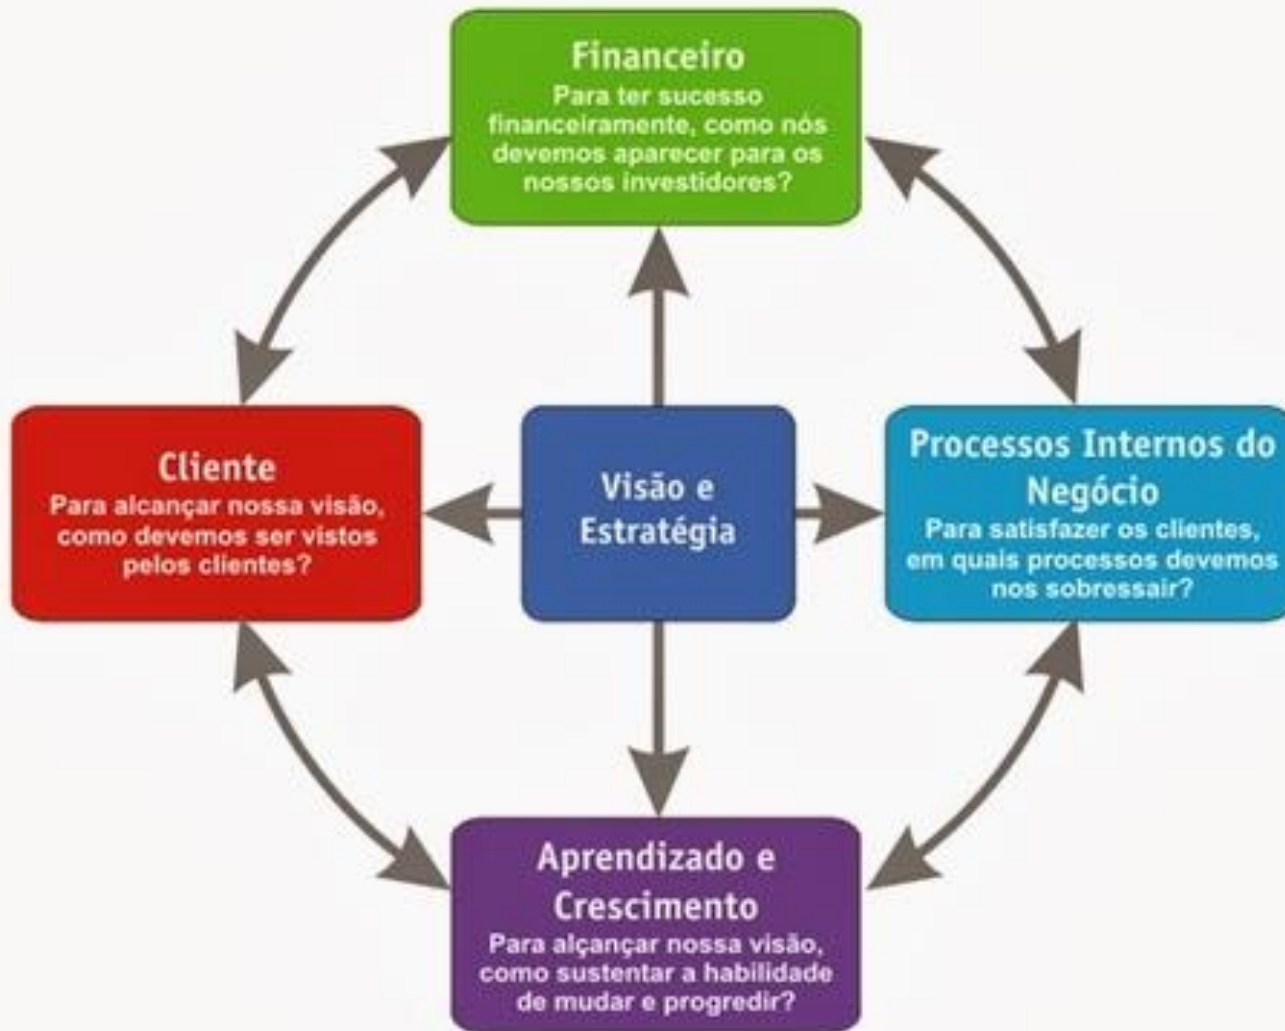 Financeiro
Para ter sucesso
financeiramente, como nós
devemos aparecer para os
nossos investidores?
Cliente
Para alcançar nossa visão,
como devemos ser vistos
pelos clientes?
Visão e
Estratégia
Processos Internos do
Negócio
Para satisfazer os clientes,
em quais processos devemos
nos sobressair?
Aprendizado e
Crescimento
Para alçançar nossa visão,
como sustentar a habilidade
de mudar e progredir?